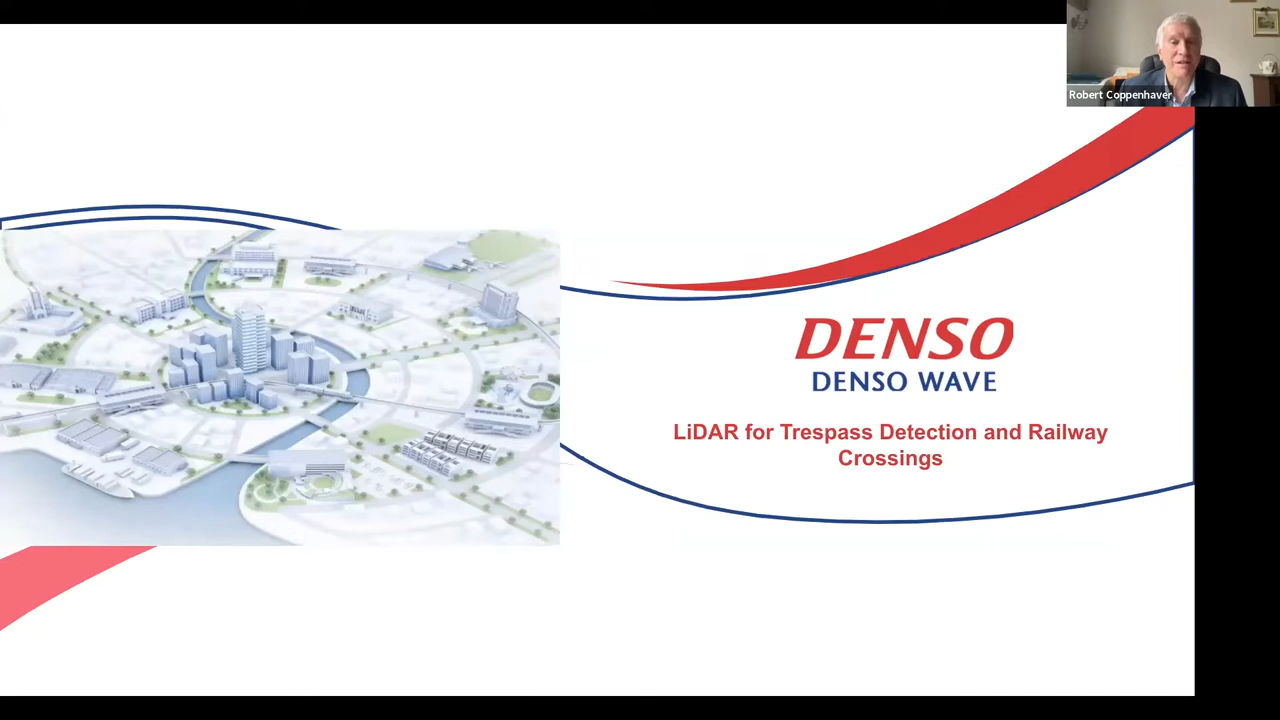 Robert Coppenhaver
DENSO
DENSO WAVE
LiDAR for Trespass Detection and Railway
Crossings